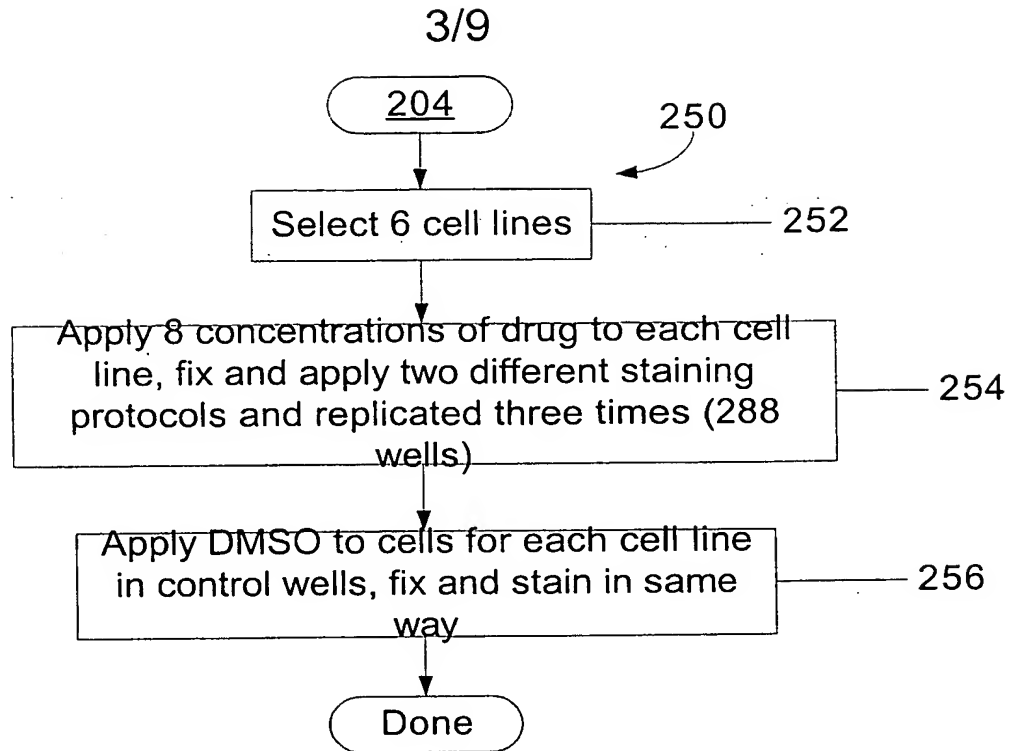 3/9
204
250
Select 6 cell lines
252
Apply 8 concentrations of drug to each cell
line, fix and apply two different staining
protocols and replicated three times (288
wells)
254
Apply DMSO to cells for each cell line
in control wells, fix and stain in same
way
256
Done